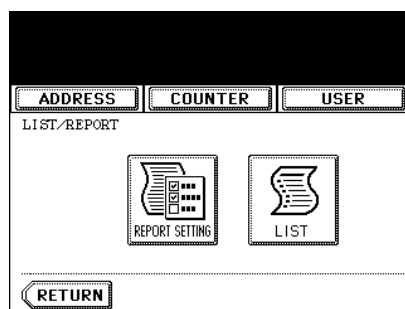 ADDRESS COUNTER USER
LIST/REPORT
REPORT SETTING LIST
RETURN